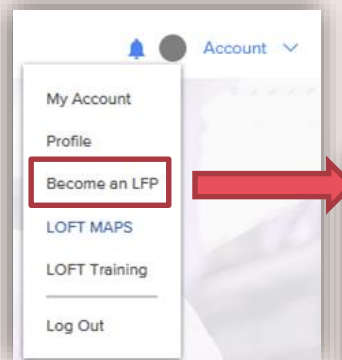 Account
My Account
Profile
Become an LFP
LOFT MAPS
LOFT Training
Log Out